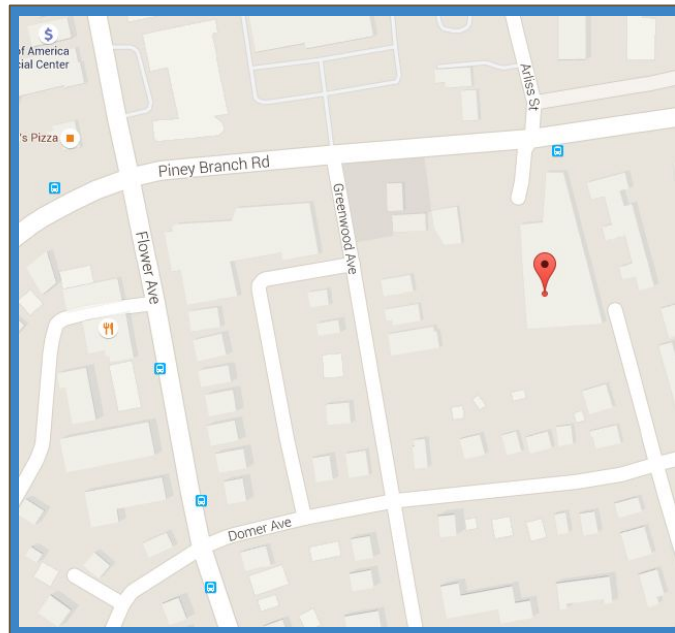 $
of America
cial Center
's Pizza
Arliss St
Piney Branch Rd
Greenwood Ave
Flower Ave
Domer Ave